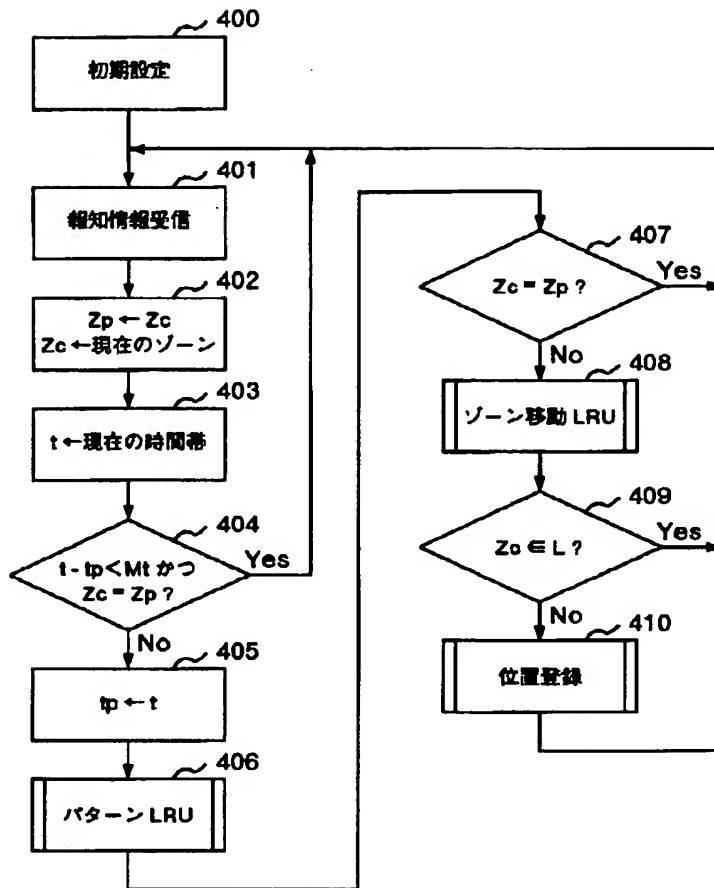 400
初期設定
401
報知情報受信
402
Zp ← Zc
Zc ←現在のゾーン
403
t ←現在の時間帯
404
t - tp < Mt かつ
Zc = Zp ?
Yes
No
405
tp ← t
406
パターン LRU
407
Zc = Zp ?
Yes
No
408
ゾーン移動 LRU
409
Zc ∈ L ?
Yes
No
410
位置登録